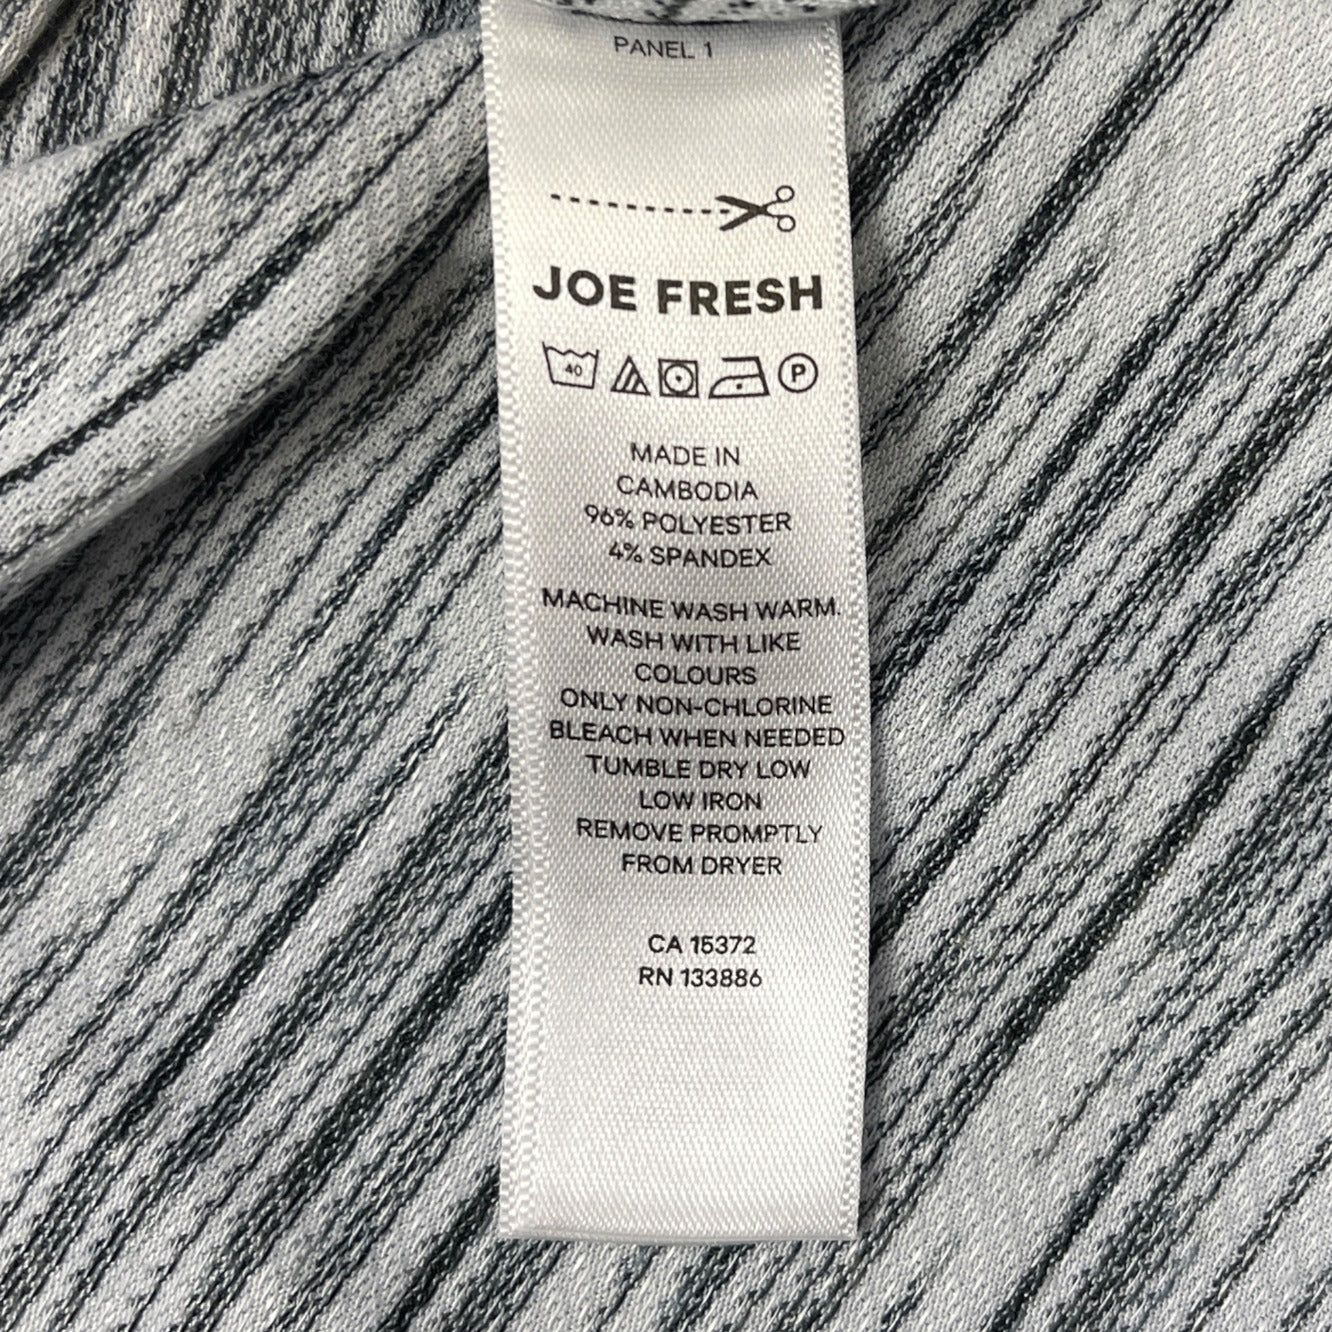 PANEL 1
JOE FRESH
40 P
MADE IN
CAMBODIA
96% POLYESTER
4% SPANDEX
MACHINE WASH WARM.
WASH WITH LIKE
COLOURS
ONLY NON-CHLORINE
BLEACH WHEN NEEDED
TUMBLE DRY LOW
LOW IRON
REMOVE PROMPTLY
FROM DRYER
CA 15372
RN 133886